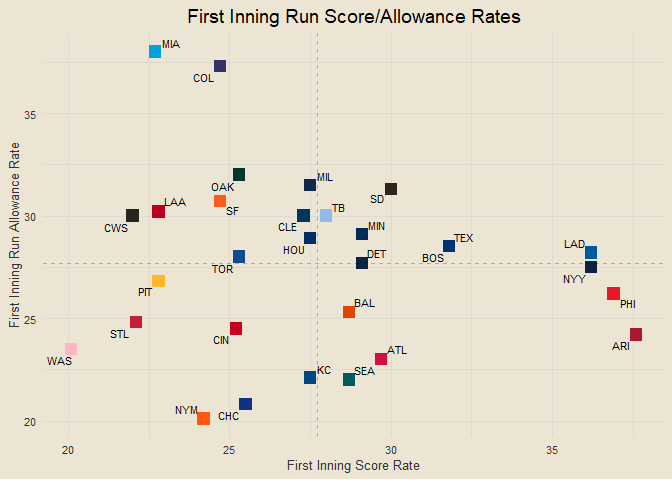 First Inning Run Score/Allowance Rates
MIA
COL
35
OAK
MIL
LAA
SD
CWS
SF
TB
30
CLE
MIN
HOU
TEX
LAD
TOR
DET
BOS
NYY
PIT
PHI
BAL
25
STL
CIN
ARI
WAS
ATL
KC
SEA
NYM
CHC
20
20
25
30
35
First Inning Score Rate
First Inning Run Allowance Rate